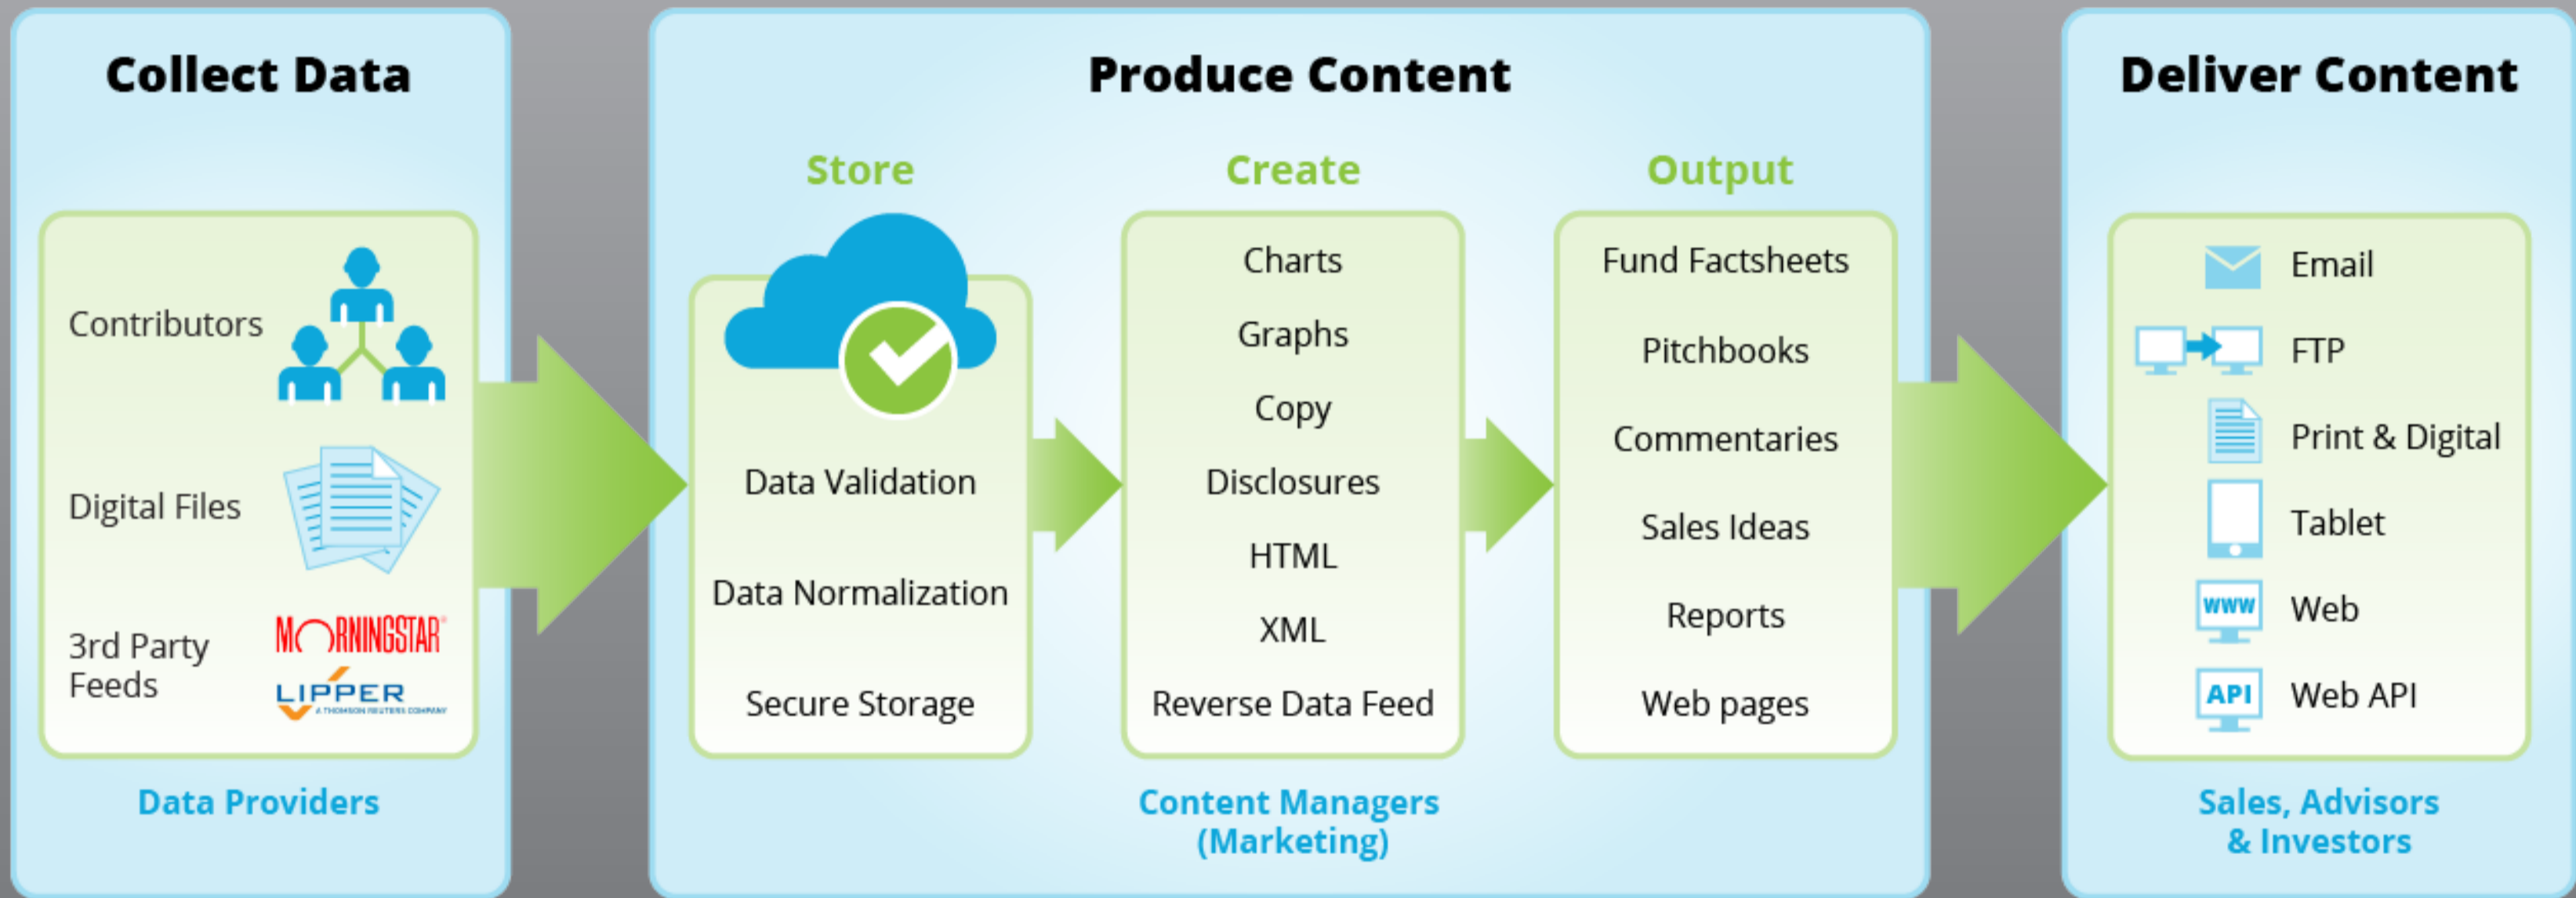 Collect Data
Contributors
Digital Files
3rd Party
Feeds
MORNINGSTAR®
LIPPER
A THOMSON REUTERS COMPANY
Data Providers
Produce Content
Store
Data Validation
Data Normalization
Secure Storage
Create
Charts
Graphs
Copy
Disclosures
HTML
XML
Reverse Data Feed
Output
Fund Factsheets
Pitchbooks
Commentaries
Sales Ideas
Reports
Web pages
Content Managers
(Marketing)
Deliver Content
Email
FTP
Print & Digital
Tablet
www Web
API Web API
Sales, Advisors
& Investors